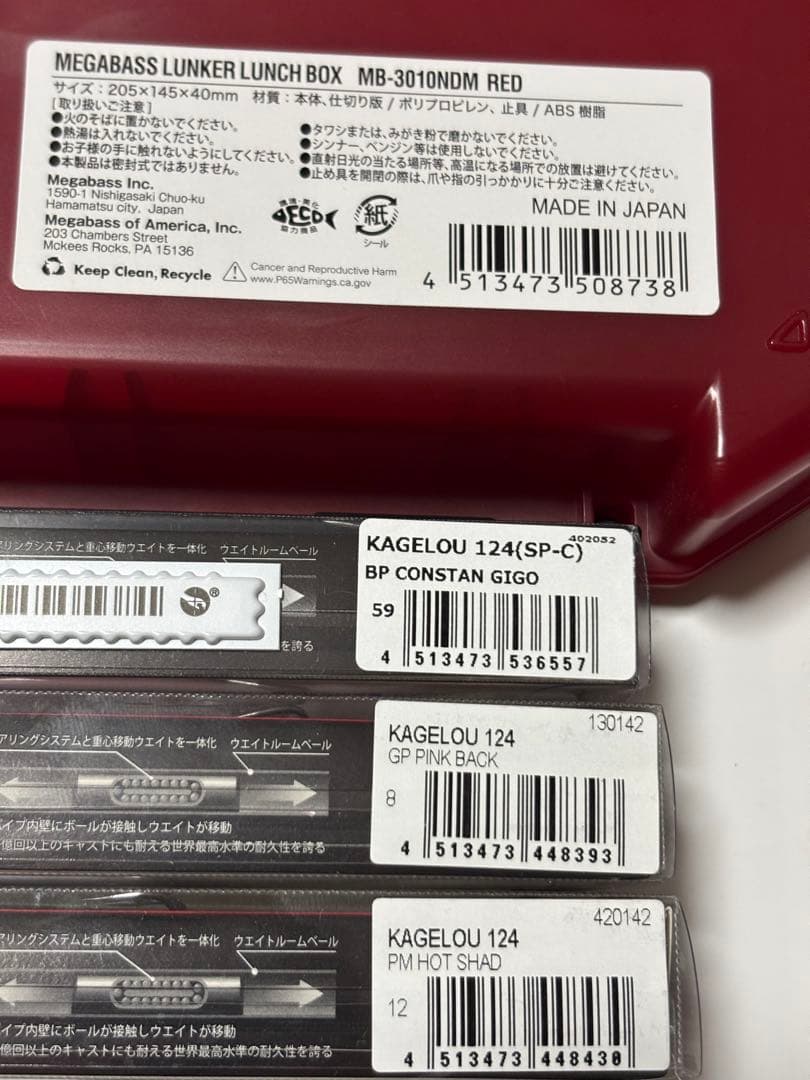 MEGABASS LUNKER LUNCH BOX MB-3010NDM RED
サイズ：205×145×40mm 材質：本体、仕切り版 / ポリプロピレン、止具 / ABS 樹脂
[取り扱いご注意]
●火のそばに置かないでください。
●熱湯は入れないでください。
●お子様の手に触れないようにしてください。
●本製品は密封式ではありません。
●タワシまたは、みがき粉で磨かないでください。
●シンナー、ベンジン等は使用しないでください。
●直射日光の当たる場所等、高温になる場所での放置は避けてください。
●止め具を開閉の際は、爪や指の引っかかりに十分ご注意ください。
Megabass Inc.
1590-1 Nishigasaki Chuo-ku
Hamamatsu city, Japan
Megabass of America, Inc.
203 Chambers Street
Mckees Rocks, PA 15136
Keep Clean, Recycle
ECO
協力商品
紙
シール
Cancer and Reproductive Harm
www.P65Warnings.ca.gov
MADE IN JAPAN
4 513473 508738
アリングシステムと重心移動ウエイトを一体化 ウエイトルームベール
を誇る
KAGELOU 124(SP-C)
402052
BP CONSTAN GIGO
59
4 513473 536557
アリングシステムと重心移動ウエイトを一体化 ウエイトルームベール
パイプ内壁にボールが接触しウエイトが移動
億回以上のキャストにも耐える世界最高水準の耐久性を誇る
130142
KAGELOU 124
GP PINK BACK
8
4 513473 448393
アリングシステムと重心移動ウエイトを一体化 ウエイトルームベール
パイプ内壁にボールが接触しウエイトが移動
億回以上のキャストにも耐える世界最高水準の耐久性を誇る
420142
KAGELOU 124
PM HOT SHAD
12
4 513473 448430